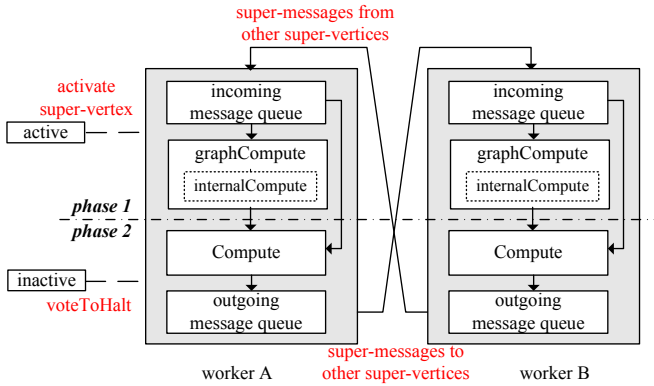 super-messages from
other super-vertices
activate
super-vertex
active
incoming
message queue
graphCompute
internalCompute
incoming
message queue
graphCompute
internalCompute
phase 1
phase 2
Compute
Compute
inactive
voteToHalt
outgoing
message queue
outgoing
message queue
worker A
super-messages to
other super-vertices
worker B